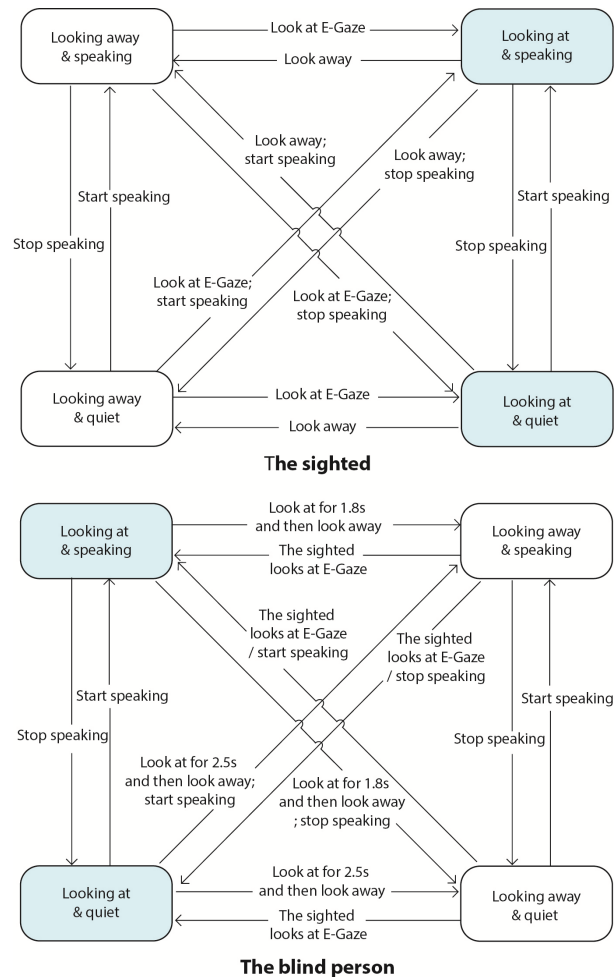 Looking away
& speaking
Look at E-Gaze
Look away
Looking at
& speaking
Look away;
start speaking
Look away;
stop speaking
Start speaking
Start speaking
Stop speaking
Stop speaking
Look at E-Gaze;
start speaking
Look at E-Gaze;
stop speaking
Looking away
& quiet
Look at E-Gaze
Look away
Looking at
& quiet
The sighted
Looking at
& speaking
Look at for 1.8s
and then look away
The sighted
looks at E-Gaze
Looking away
& speaking
The sighted
looks at E-Gaze
/ start speaking
The sighted
looks at E-Gaze
/ stop speaking
Start speaking
Start speaking
Stop speaking
Stop speaking
Look at for 2.5s
and then look away;
start speaking
Look at for 1.8s
and then look away
; stop speaking
Looking at
& quiet
Look at for 2.5s
and then look away
The sighted
looks at E-Gaze
Looking away
& quiet
The blind person